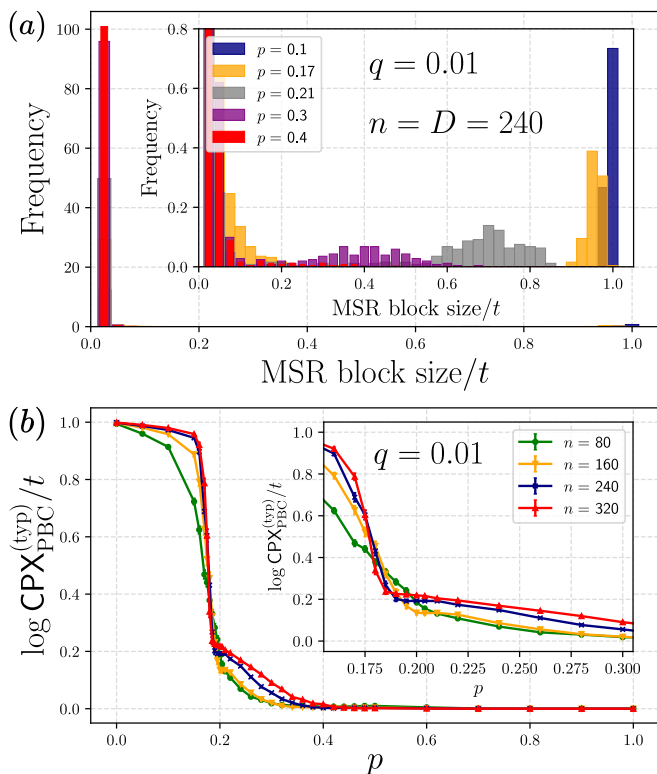 (a)
100
80
60
40
20
0
Frequency
0.0
0.2
0.4
0.6
0.8
1.0
MSR block size/t
0.8
0.6
0.4
0.2
0.0
Frequency
p = 0.1
p = 0.17
p = 0.21
p = 0.3
p = 0.4
q = 0.01
n = D = 240
0.0
0.2
0.4
0.6
0.8
1.0
MSR block size/t
(b)
1.0
0.8
0.6
0.4
0.2
0.0
log CPX_PBC^(typ)/t
0.0
0.2
0.4
0.6
0.8
1.0
p
1.0
0.8
0.6
0.4
0.2
0.0
log CPX_PBC^(typ)/t
q = 0.01
n = 80
n = 160
n = 240
n = 320
0.175
0.200
0.225
0.250
0.275
0.300
p